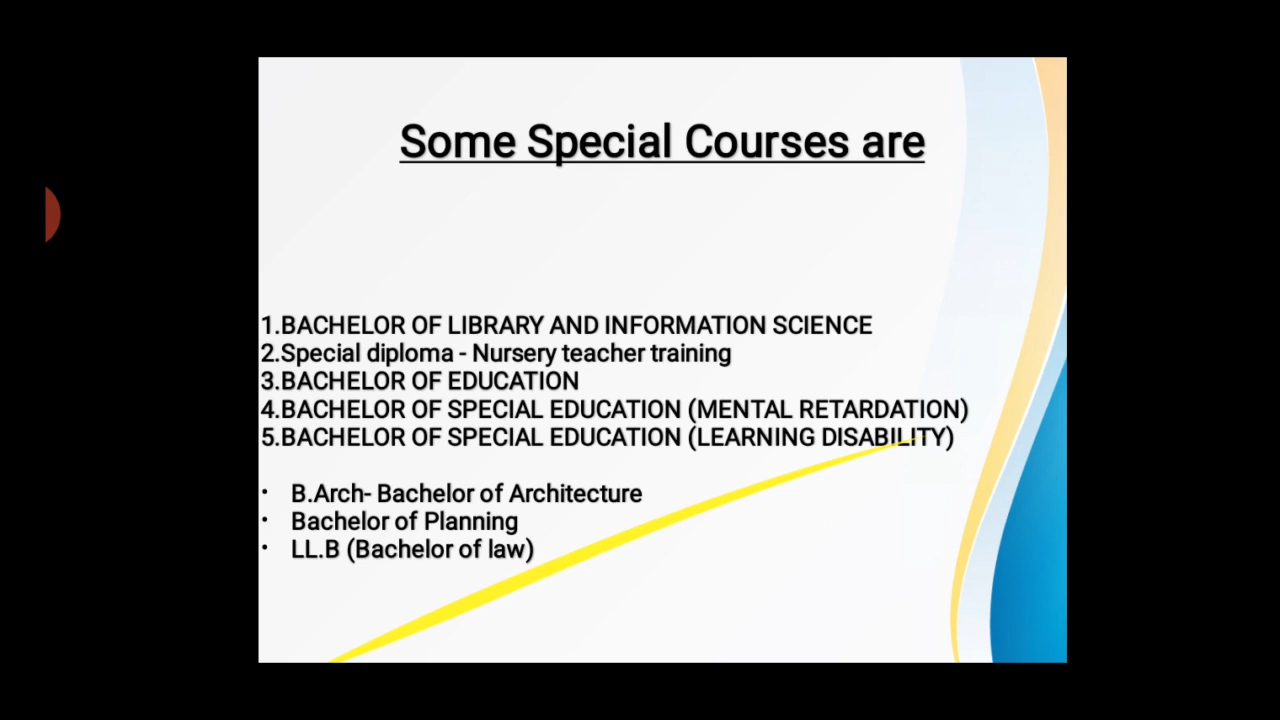 Some Special Courses are
1.BACHELOR OF LIBRARY AND INFORMATION SCIENCE
2.Special diploma - Nursery teacher training
3.BACHELOR OF EDUCATION
4.BACHELOR OF SPECIAL EDUCATION (MENTAL RETARDATION)
5.BACHELOR OF SPECIAL EDUCATION (LEARNING DISABILITY)
• B.Arch- Bachelor of Architecture
• Bachelor of Planning
• LL.B (Bachelor of law)